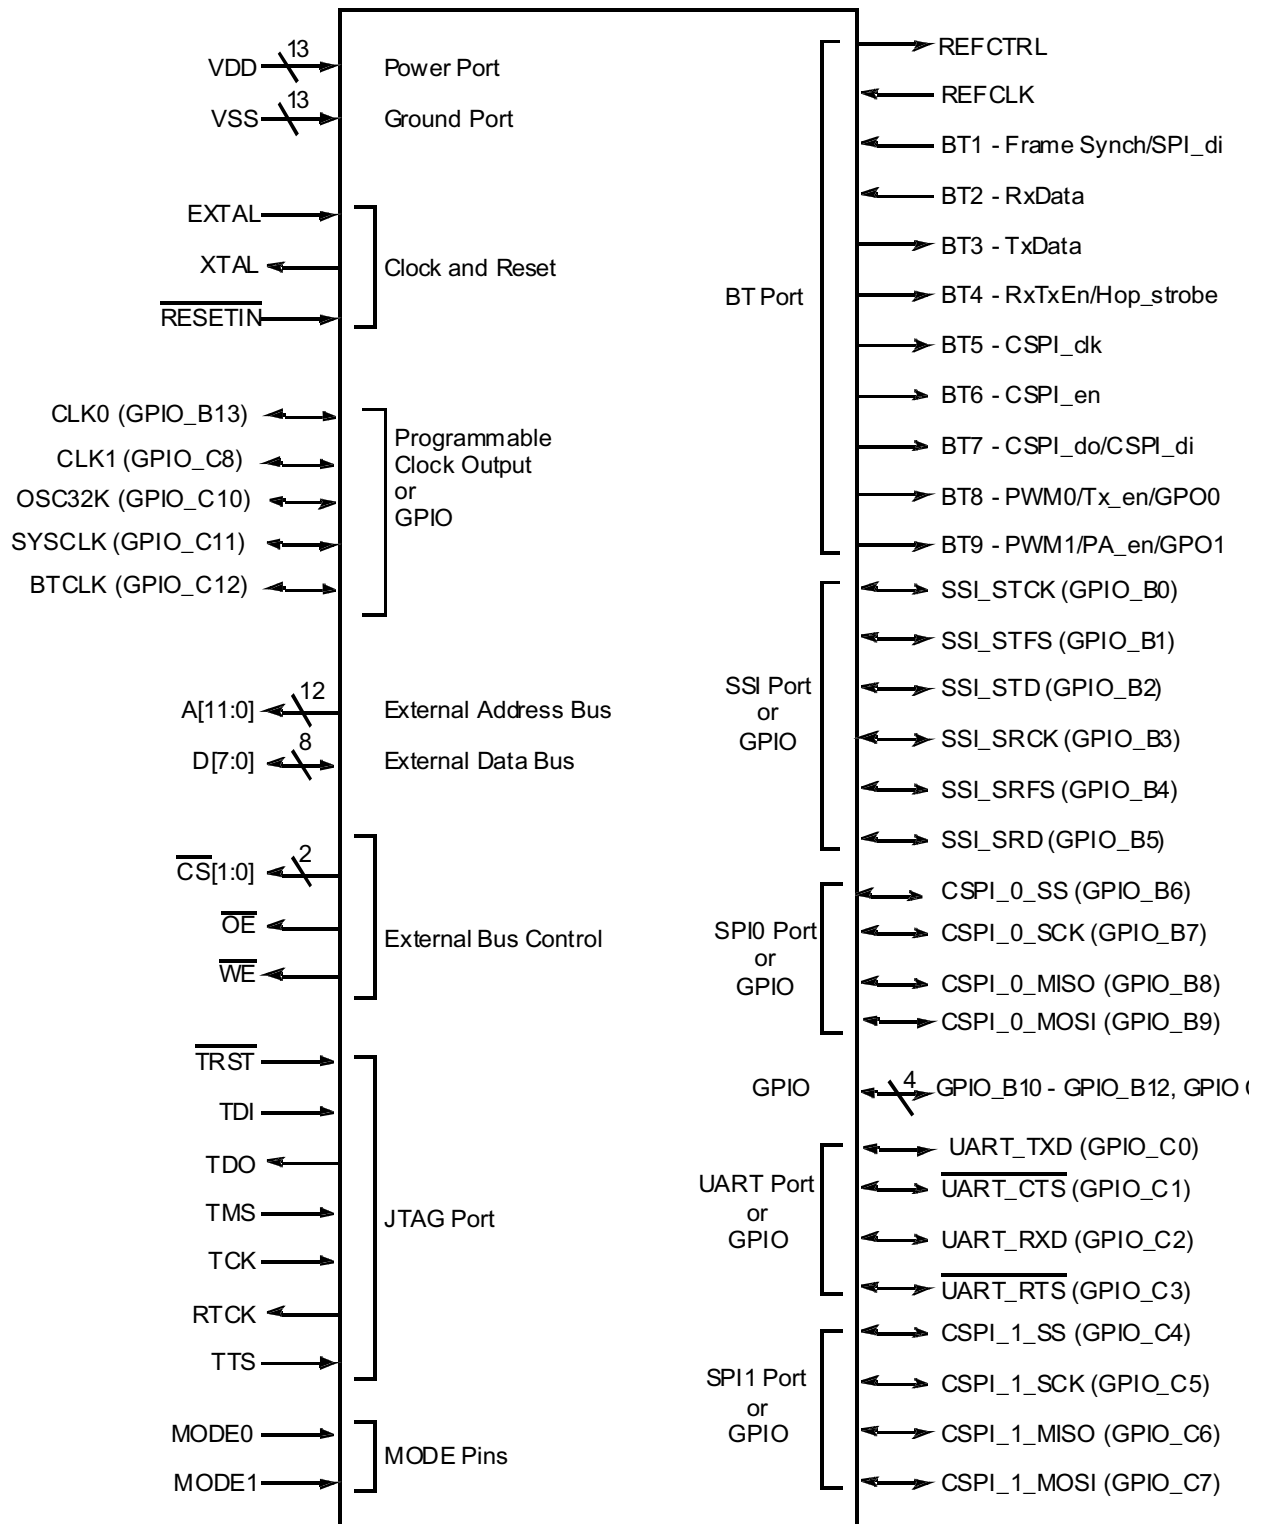 VDD 13 Power Port
VSS 13 Ground Port
EXTAL
XTAL
RESETIN
Clock and Reset
CLK0 (GPIO_B13)
CLK1 (GPIO_C8)
OSC32K (GPIO_C10)
SYSCLK (GPIO_C11)
BTCLK (GPIO_C12)
Programmable
Clock Output
or
GPIO
A[11:0] 12 External Address Bus
D[7:0] 8 External Data Bus
CS[1:0] 2
OE
WE
External Bus Control
TRST
TDI
TDO
TMS
TCK
RTCK
TTS
JTAG Port
MODE0
MODE1
MODE Pins
BT Port
REFCTRL
REFCLK
BT1 - Frame Synch/SPI_di
BT2 - RxData
BT3 - TxData
BT4 - RxTxEn/Hop_strobe
BT5 - CSPI_clk
BT6 - CSPI_en
BT7 - CSPI_do/CSPI_di
BT8 - PWM0/Tx_en/GPO0
BT9 - PWM1/PA_en/GPO1
SSI Port
or
GPIO
SSI_STCK (GPIO_B0)
SSI_STFS (GPIO_B1)
SSI_STD (GPIO_B2)
SSI_SRCK (GPIO_B3)
SSI_SRFS (GPIO_B4)
SSI_SRD (GPIO_B5)
SPI0 Port
or
GPIO
CSPI_0_SS (GPIO_B6)
CSPI_0_SCK (GPIO_B7)
CSPI_0_MISO (GPIO_B8)
CSPI_0_MOSI (GPIO_B9)
GPIO 4 GPIO_B10 - GPIO_B12, GPIO
UART Port
or
GPIO
UART_TXD (GPIO_C0)
UART_CTS (GPIO_C1)
UART_RXD (GPIO_C2)
UART_RTS (GPIO_C3)
SPI1 Port
or
GPIO
CSPI_1_SS (GPIO_C4)
CSPI_1_SCK (GPIO_C5)
CSPI_1_MISO (GPIO_C6)
CSPI_1_MOSI (GPIO_C7)